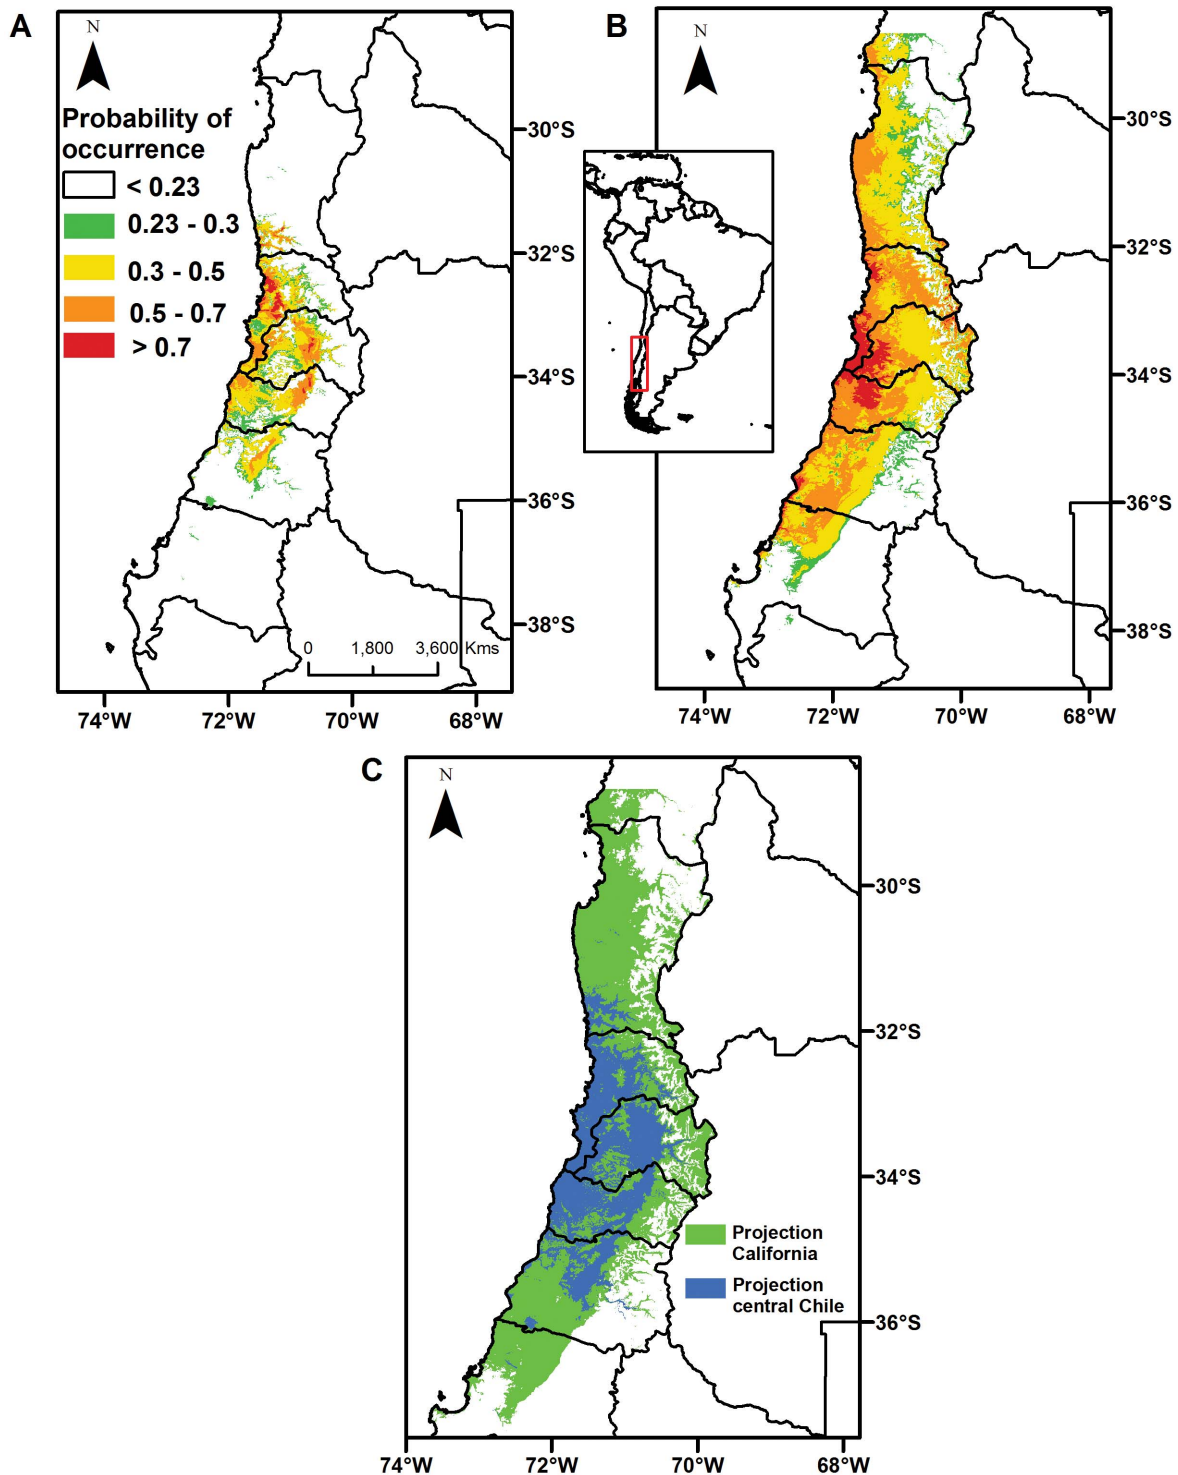 A
N
Probability of
occurrence
< 0.23
0.23 - 0.3
0.3 - 0.5
0.5 - 0.7
> 0.7
30°S
32°S
34°S
36°S
38°S
0 1,800 3,600 Kms
74°W 72°W 70°W 68°W
B
N
30°S
32°S
34°S
36°S
38°S
74°W 72°W 70°W 68°W
C
N
30°S
32°S
34°S
36°S
Projection
California
Projection
central Chile
74°W 72°W 70°W 68°W